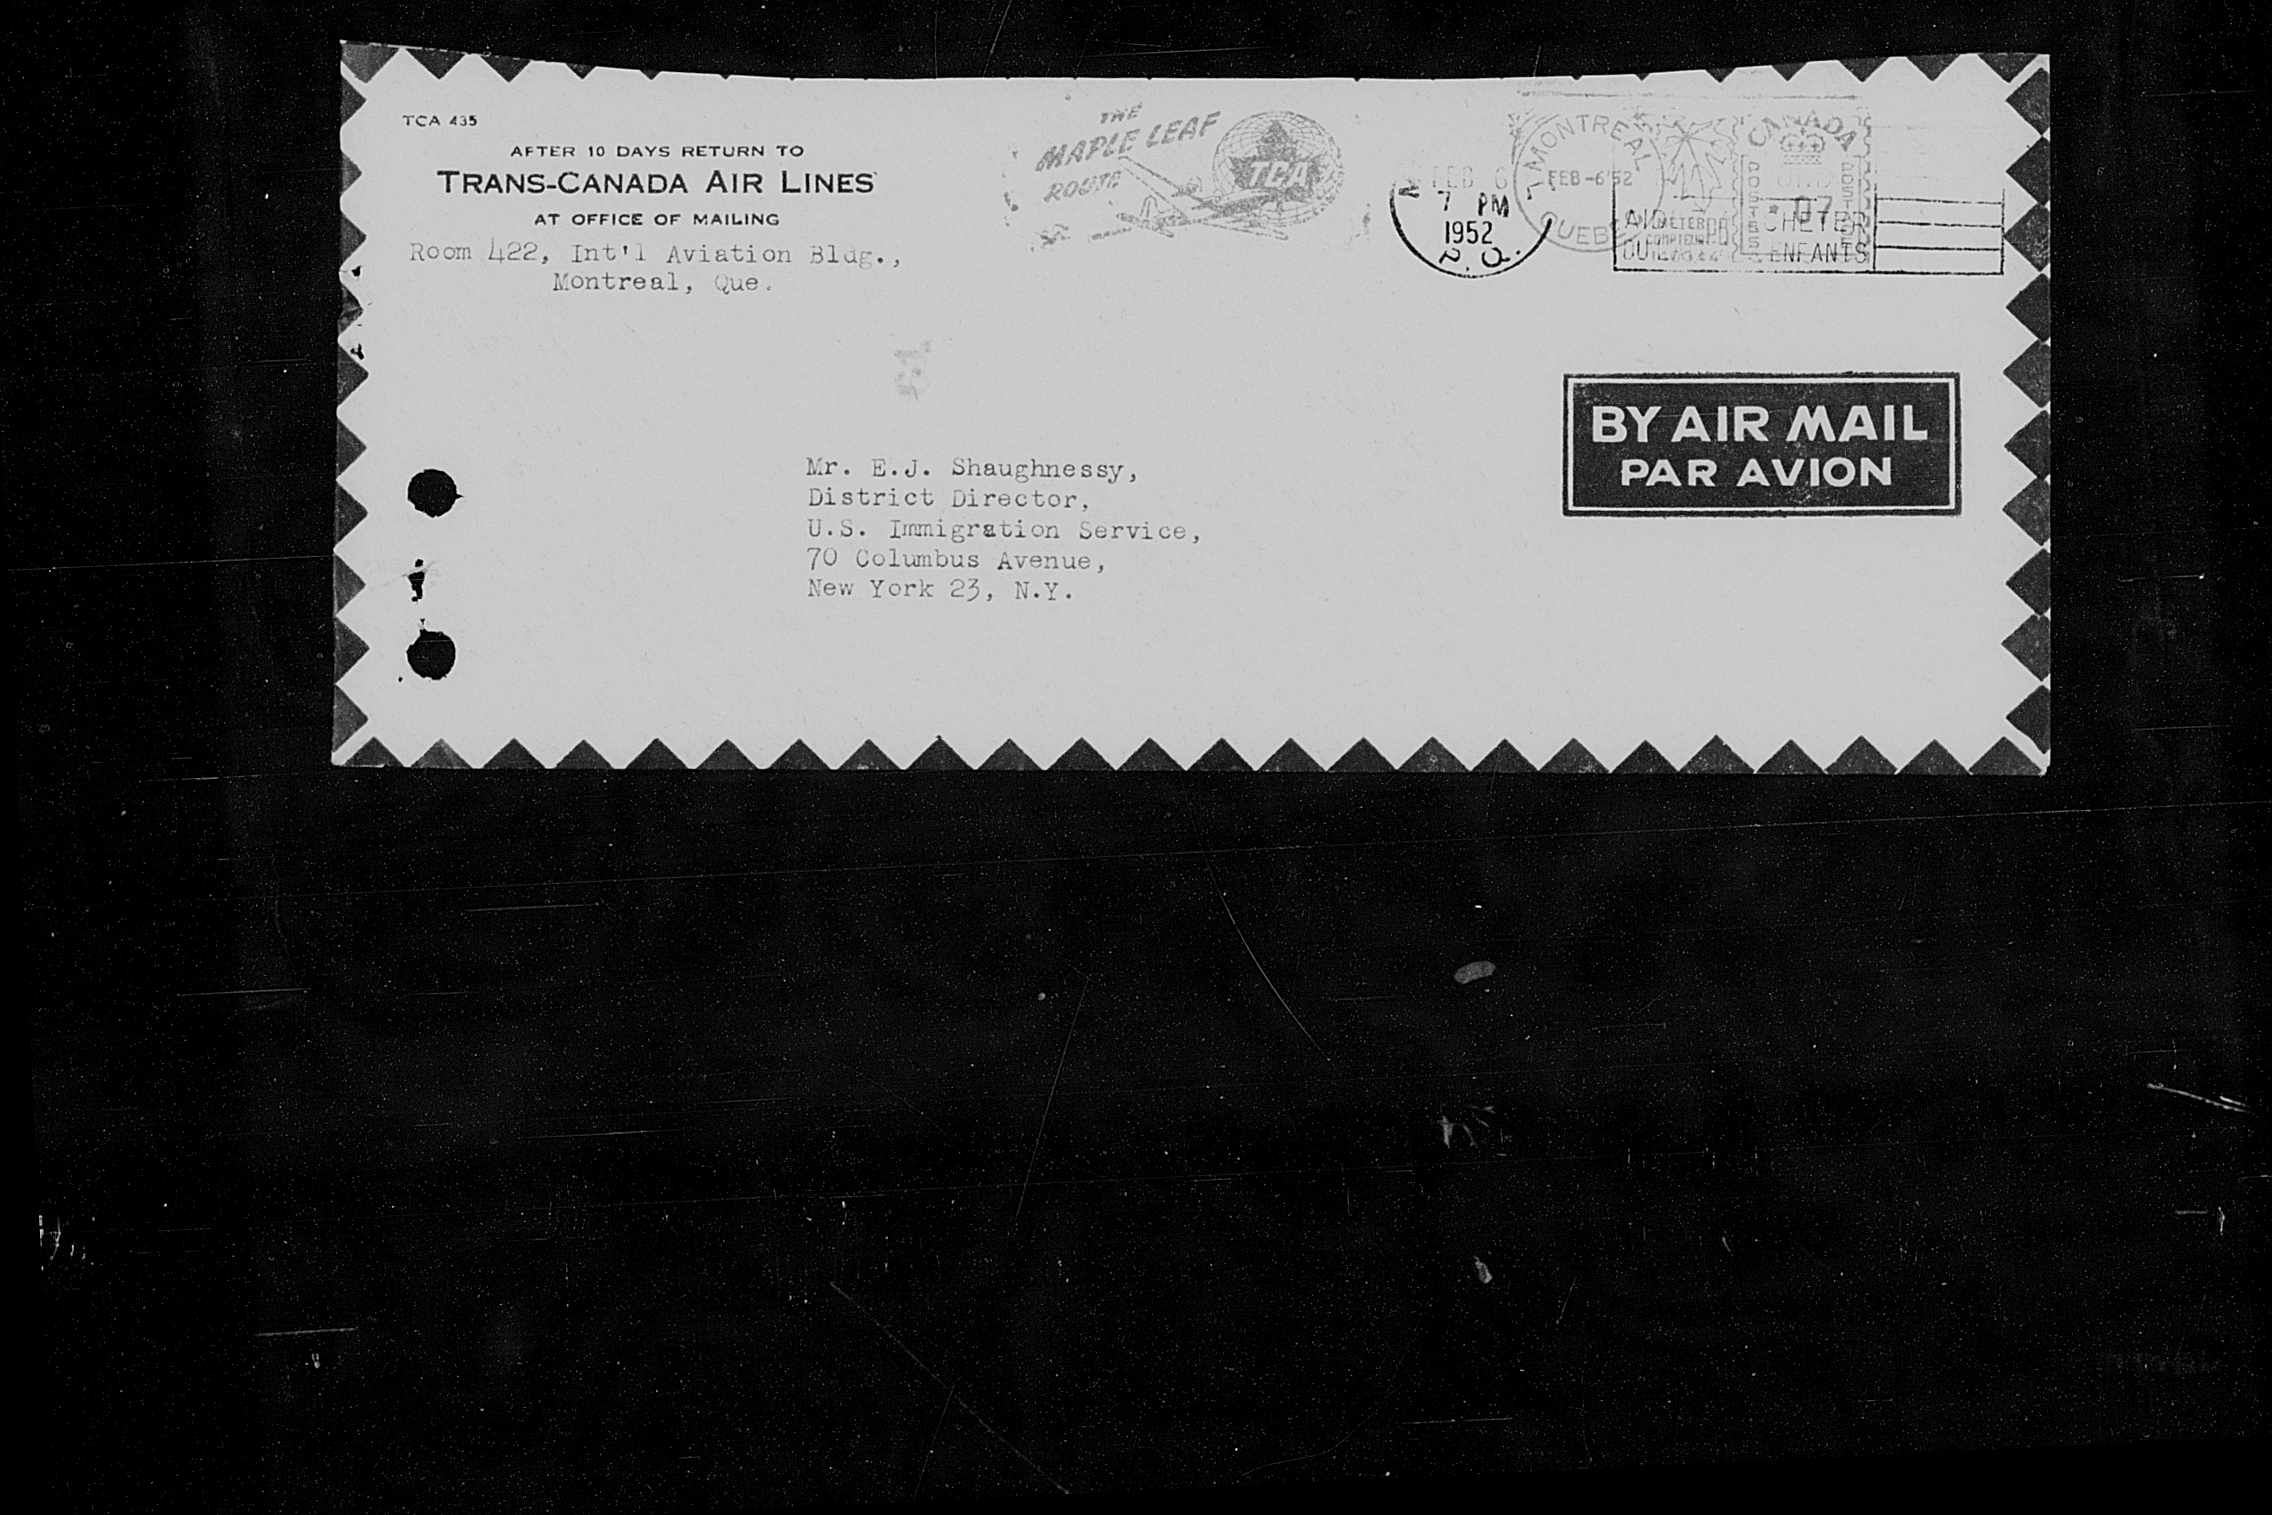 TCA 435
AFTER 10 DAYS RETURN TO
TRANS-CANADA AIR LINES
AT OFFICE OF MAILING
Room 422, Int'l Aviation Bldg.,
Montreal, Que.
THE
MAPLE LEAF
ROUTE
TCA
FEB 6
7 PM
1952
P.Q.
MONTREAL
FEB-6'52
QUEBEC
CANADA
POSTES
07
METER
ENFANTS
BY AIR MAIL
PAR AVION
Mr. E.J. Shaughnessy,
District Director,
U.S. Immigration Service,
70 Columbus Avenue,
New York 23, N.Y.